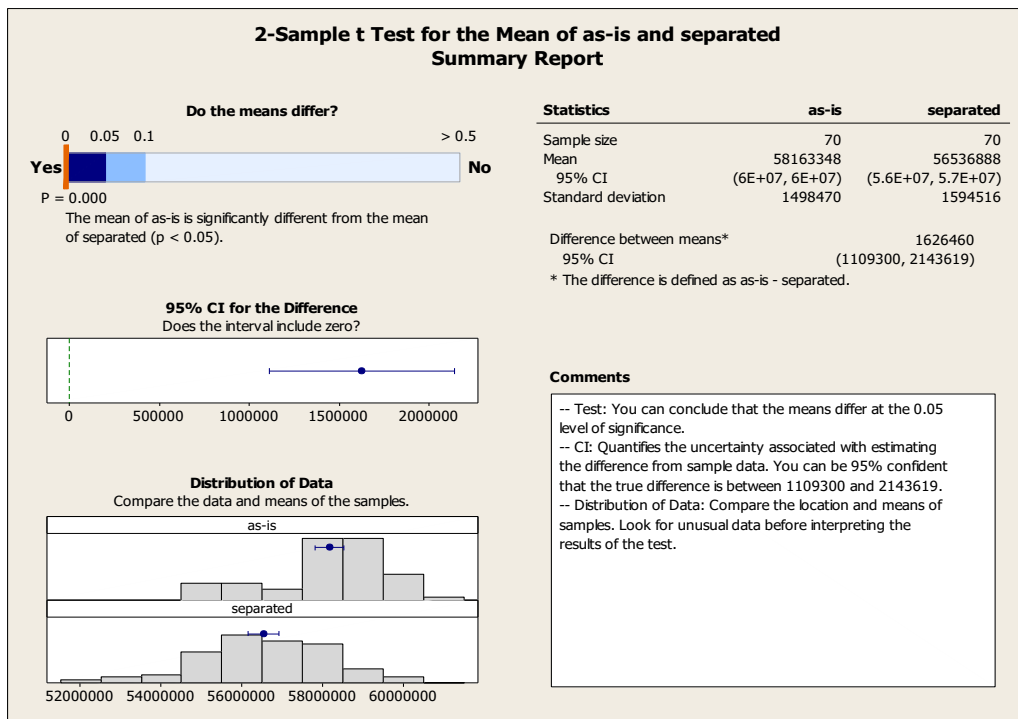 2-Sample t Test for the Mean of as-is and separated
Summary Report
Do the means differ?
0 0.05 0.1 > 0.5
Yes No
P = 0.000
The mean of as-is is significantly different from the mean
of separated (p < 0.05).
95% CI for the Difference
Does the interval include zero?
0 500000 1000000 1500000 2000000
Distribution of Data
Compare the data and means of the samples.
as-is
separated
52000000 54000000 56000000 58000000 60000000
Statistics as-is separated
Sample size 70 70
Mean 58163348 56536888
95% CI (6E+07, 6E+07) (5.6E+07, 5.7E+07)
Standard deviation 1498470 1594516
Difference between means* 1626460
95% CI (1109300, 2143619)
* The difference is defined as as-is - separated.
Comments
-- Test: You can conclude that the means differ at the 0.05
level of significance.
-- CI: Quantifies the uncertainty associated with estimating
the difference from sample data. You can be 95% confident
that the true difference is between 1109300 and 2143619.
-- Distribution of Data: Compare the location and means of
samples. Look for unusual data before interpreting the
results of the test.